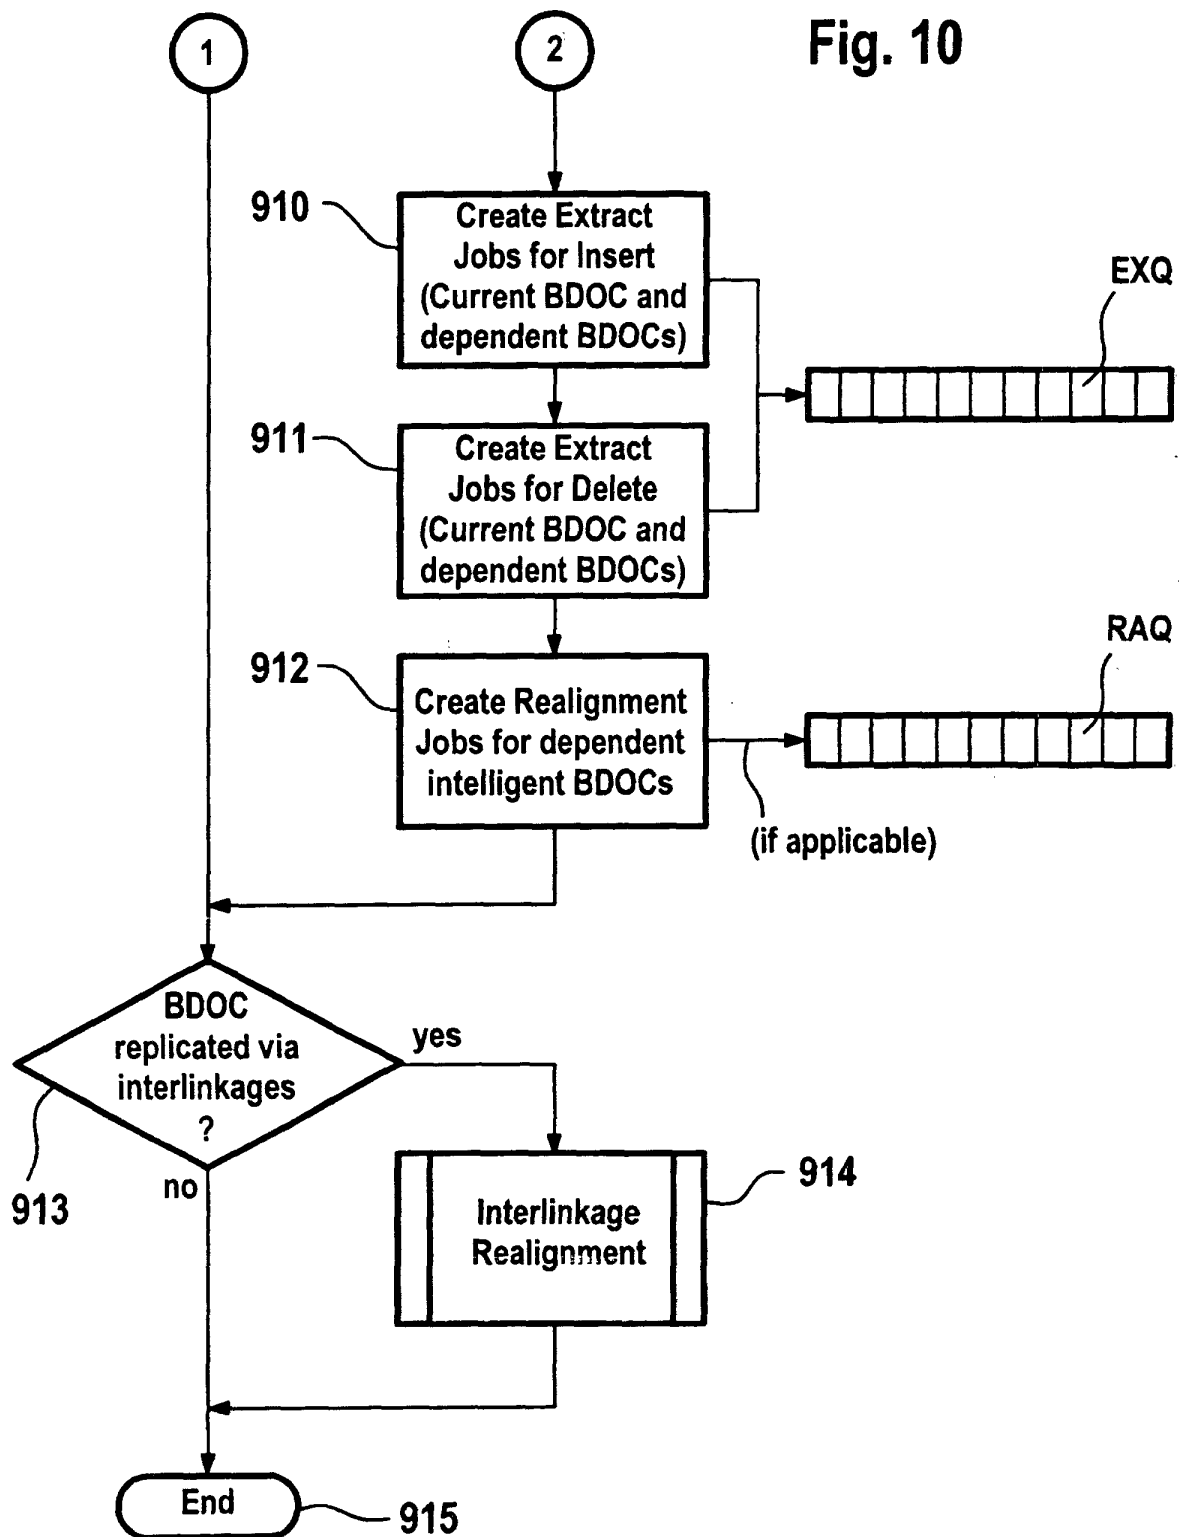 Fig. 10
1
2
910
Create Extract
Jobs for Insert
(Current BDOC and
dependent BDOCs)
EXQ
911
Create Extract
Jobs for Delete
(Current BDOC and
dependent BDOCs)
912
Create Realignment
Jobs for dependent
intelligent BDOCs
RAQ
(if applicable)
BDOC
replicated via
interlinkages
?
yes
no
913
Interlinkage
Realignment
914
End
915